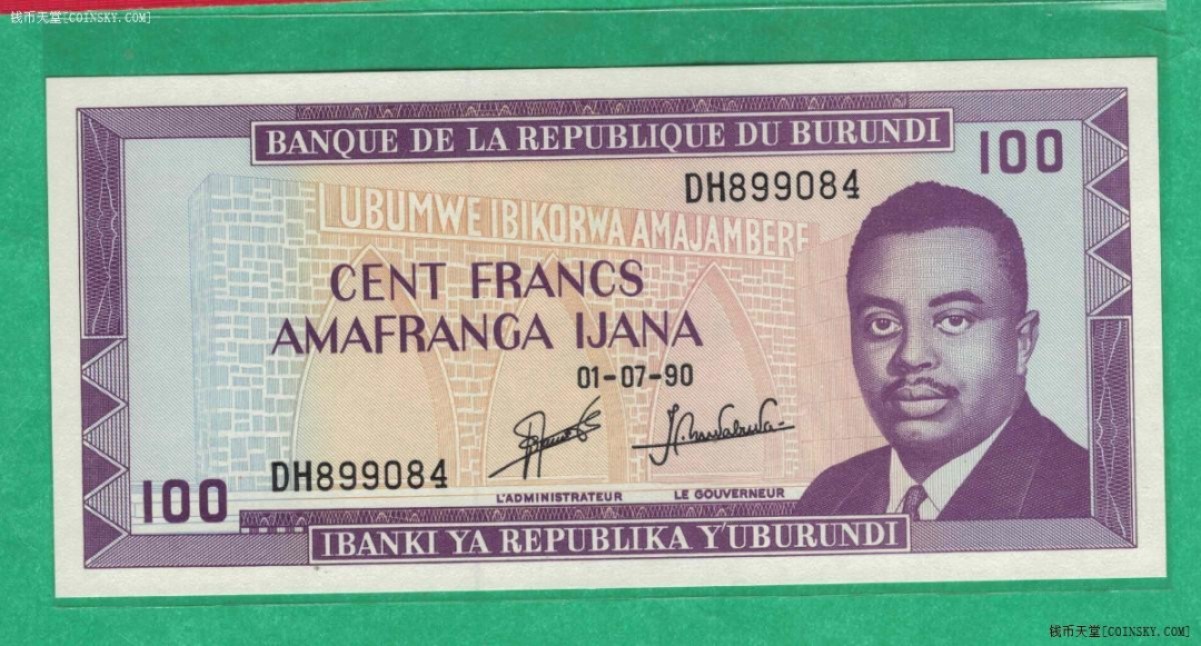 钱币天堂[COINSKY.COM]
BANQUE DE LA REPUBLIQUE DU BURUNDI
100
DH899084
UBUMWE IBIKORWA AMAJAMBERE
CENT FRANCS
AMAFRANGA IJANA
01-07-90
DH899084
L'ADMINISTRATEUR LE GOUVERNEUR
100
IBANKI YA REPUBLIKA Y'UBURUNDI
钱币天堂[COINSKY.COM]